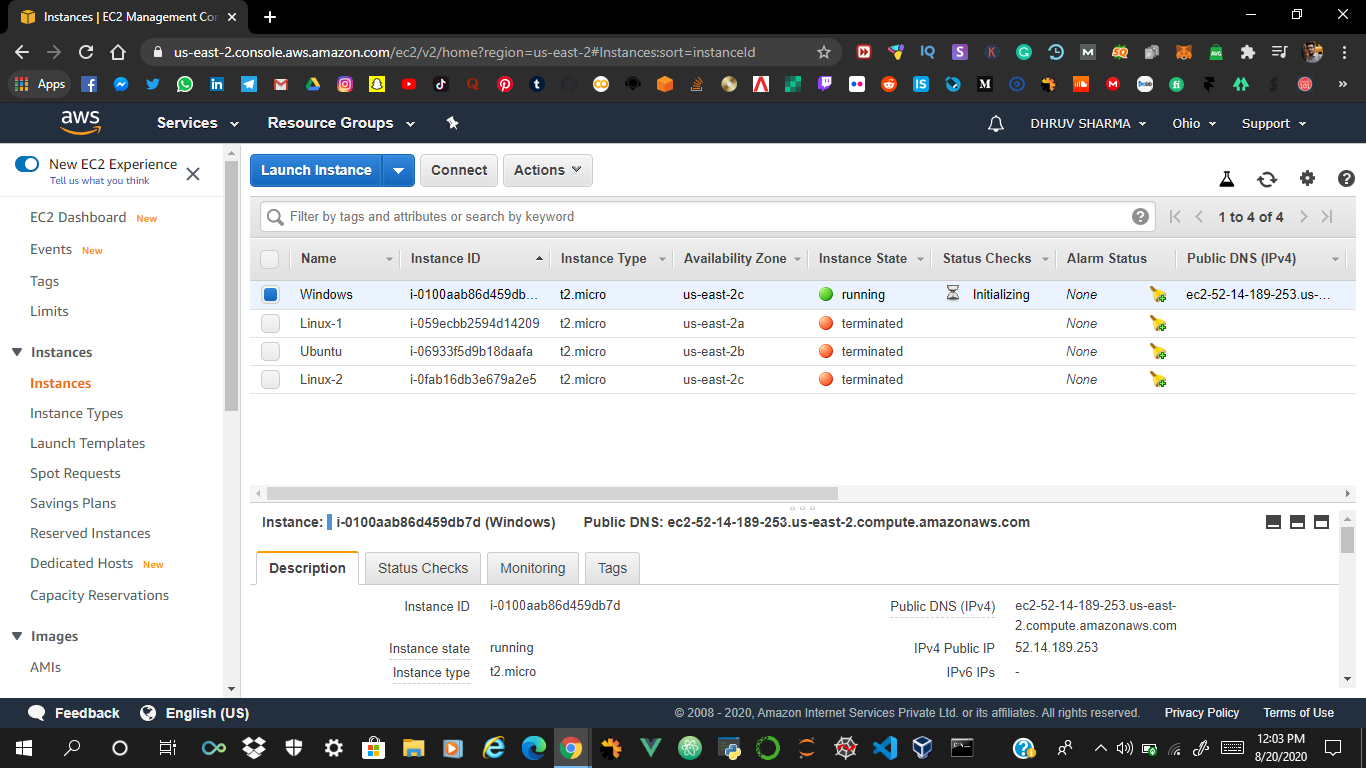 Instances | EC2 Management Con
us-east-2.console.aws.amazon.com/ec2/v2/home?region=us-east-2#Instances:sort=instanceId
Apps
aws Services Resource Groups DHRUV SHARMA Ohio Support
New EC2 Experience
Tell us what you think
EC2 Dashboard New
Events New
Tags
Limits
Instances
Instances
Instance Types
Launch Templates
Spot Requests
Savings Plans
Reserved Instances
Dedicated Hosts New
Capacity Reservations
Images
AMIs
Launch Instance Connect Actions
Filter by tags and attributes or search by keyword 1 to 4 of 4
Name Instance ID Instance Type Availability Zone Instance State Status Checks Alarm Status Public DNS (IPv4)
Windows i-0100aab86d459db... t2.micro us-east-2c running Initializing None ec2-52-14-189-253.us-...
Linux-1 i-059ecbb2594d14209 t2.micro us-east-2a terminated None
Ubuntu i-06933f5d9b18daafa t2.micro us-east-2b terminated None
Linux-2 i-0fab16db3e679a2e5 t2.micro us-east-2c terminated None
Instance: i-0100aab86d459db7d (Windows) Public DNS: ec2-52-14-189-253.us-east-2.compute.amazonaws.com
Description Status Checks Monitoring Tags
Instance ID i-0100aab86d459db7d Public DNS (IPv4) ec2-52-14-189-253.us-east-
2.compute.amazonaws.com
Instance state running IPv4 Public IP 52.14.189.253
Instance type t2.micro IPv6 IPs -
Feedback English (US) © 2008 - 2020, Amazon Internet Services Private Ltd. or its affiliates. All rights reserved. Privacy Policy Terms of Use
12:03 PM
8/20/2020